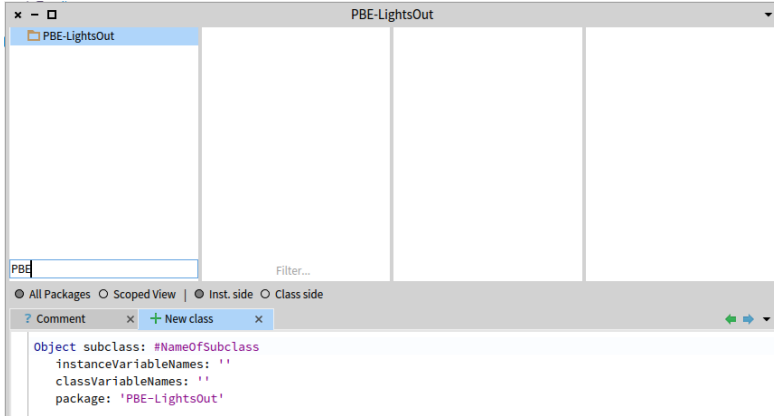 PBE-LightsOut
PBE-LightsOut
PBE
Filter...
All Packages Scoped View | Inst. side Class side
? Comment × + New class ×
Object subclass: #NameOfSubclass
instanceVariableNames: ''
classVariableNames: ''
package: 'PBE-LightsOut'